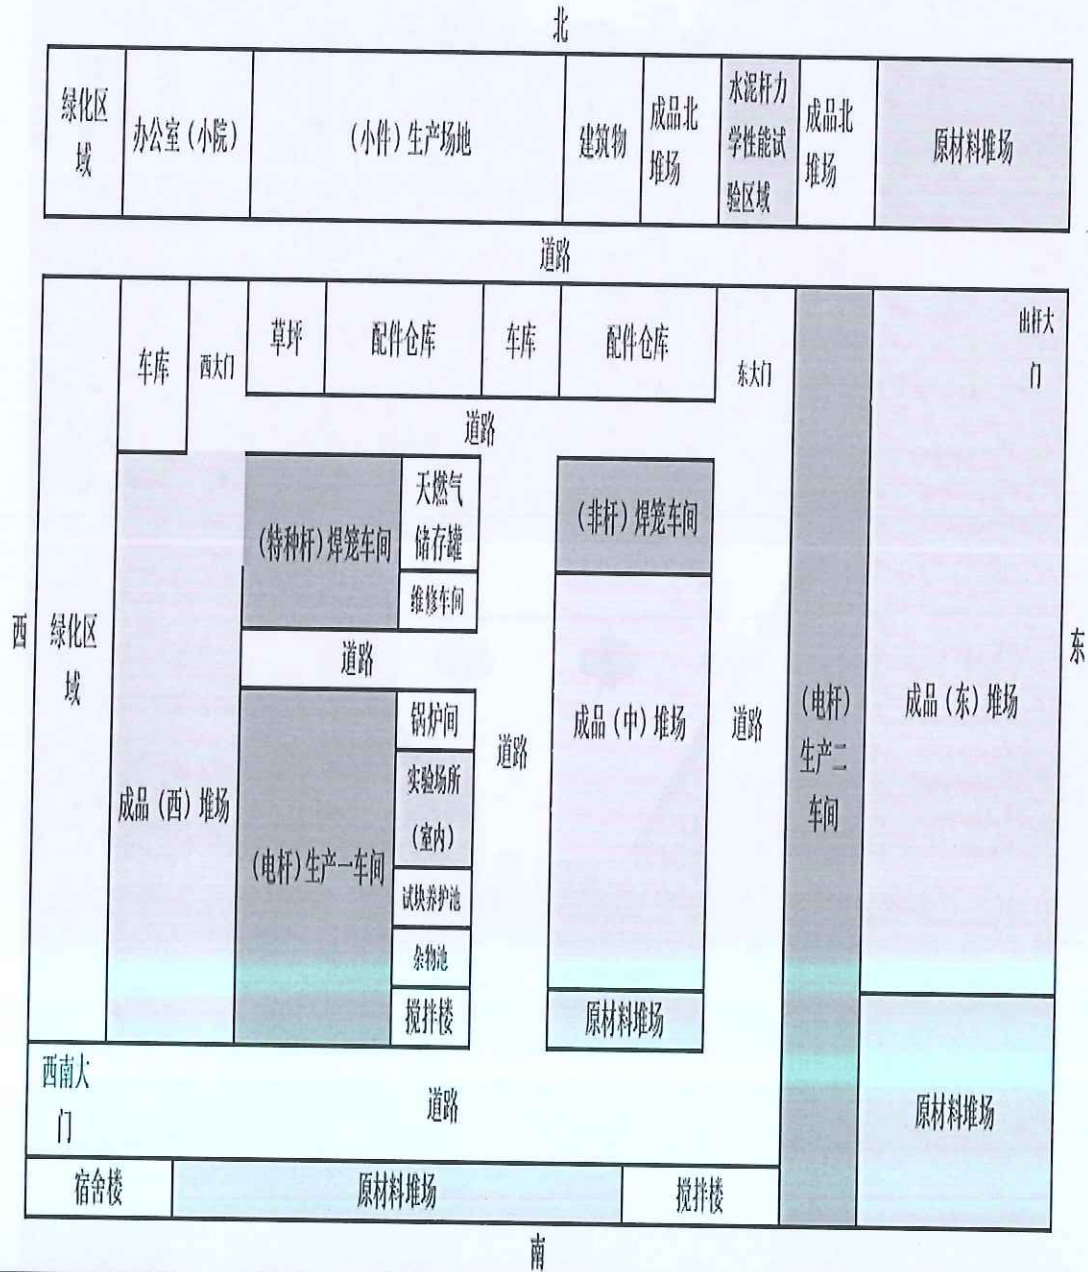 北
绿化区
域
办公室（小院）
（小件）生产场地
建筑物
成品北
堆场
水泥杆力
学性能试
验区域
成品北
堆场
原材料堆场
道路
车库
西大门
草坪
配件仓库
车库
配件仓库
东大门
出杆大
门
道路
天燃气
储存罐
（特种杆）焊笼车间
维修车间
（非杆）焊笼车间
西
绿化区
域
道路
东
成品（西）堆场
锅炉间
实验场所
（室内）
（电杆）生产一车间
试块养护池
杂物池
搅拌楼
道路
成品（中）堆场
原材料堆场
道路
（电杆）
生产二
车间
成品（东）堆场
西南大
门
道路
原材料堆场
宿舍楼
原材料堆场
搅拌楼
南